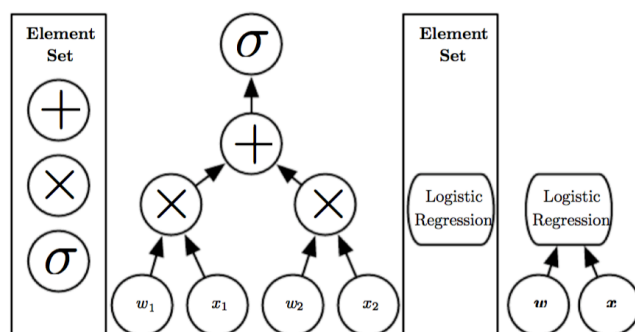 Element
Set
+
×
σ
σ
+
×
×
w₁
x₁
w₂
x₂
Element
Set
Logistic
Regression
Logistic
Regression
w
x